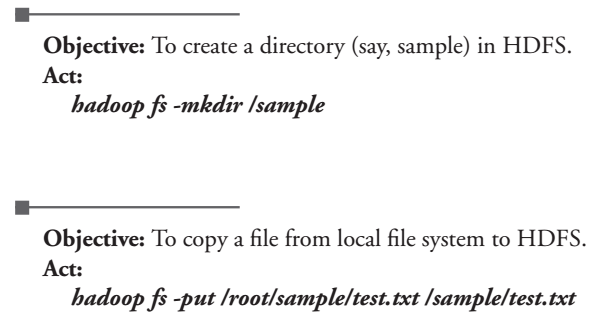 Objective: To create a directory (say, sample) in HDFS.
Act:
hadoop fs -mkdir /sample
Objective: To copy a file from local file system to HDFS.
Act:
hadoop fs -put /root/sample/test.txt /sample/test.txt